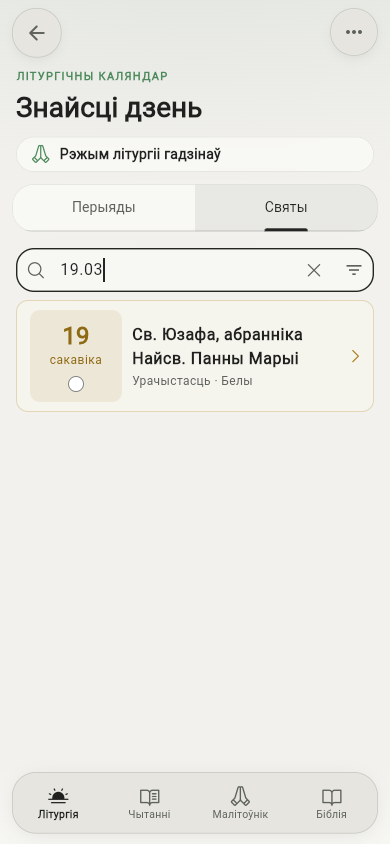 ЛІТУРГІЧНЫ КАЛЯНДАР
Знайсці дзень
Рэжым літургіі гадзінаў
Перыяды
Святы
19.03
19
сакавіка
Св. Юзафа, абранніка
Найсв. Панны Марыі
Урачыстасць · Белы
Літургія
Чытанні
Малітоўнік
Біблія